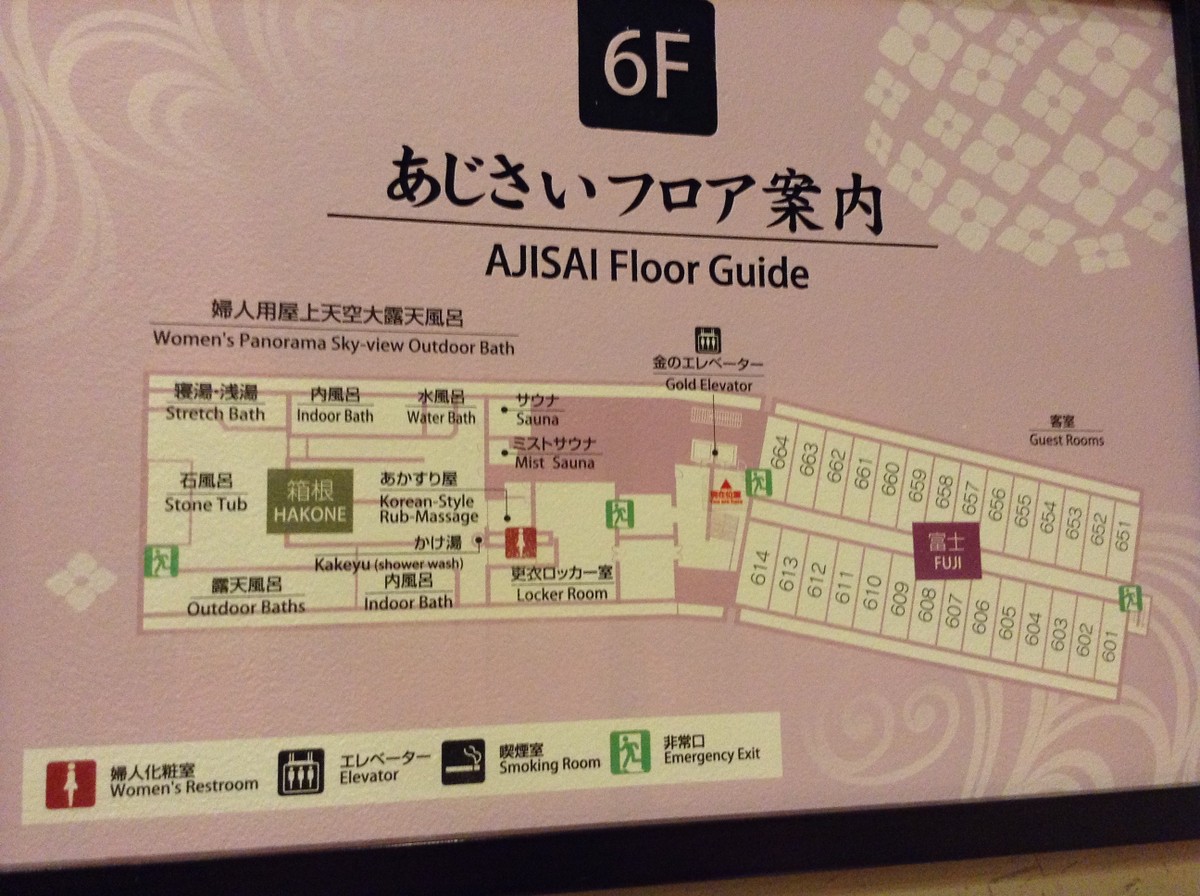 6F
あじさいフロア案内
AJISAI Floor Guide
婦人用屋上天空大露天風呂
Women's Panorama Sky-view Outdoor Bath
金のエレベーター
Gold Elevator
客室
Guest Rooms
寝湯・浅湯
Stretch Bath
内風呂
Indoor Bath
水風呂
Water Bath
サウナ
Sauna
ミストサウナ
Mist Sauna
石風呂
Stone Tub
箱根
HAKONE
あかすり屋
Korean-Style
Rub-Massage
かけ湯
Kakeyu (shower wash)
露天風呂
Outdoor Baths
内風呂
Indoor Bath
更衣ロッカー室
Locker Room
現在位置
You are here
664 663 662 661 660 659 658 657 656 655 654 653 652 651
富士
FUJI
614 613 612 611 610 609 608 607 606 605 604 603 602 601
婦人化粧室
Women's Restroom
エレベーター
Elevator
喫煙室
Smoking Room
非常口
Emergency Exit